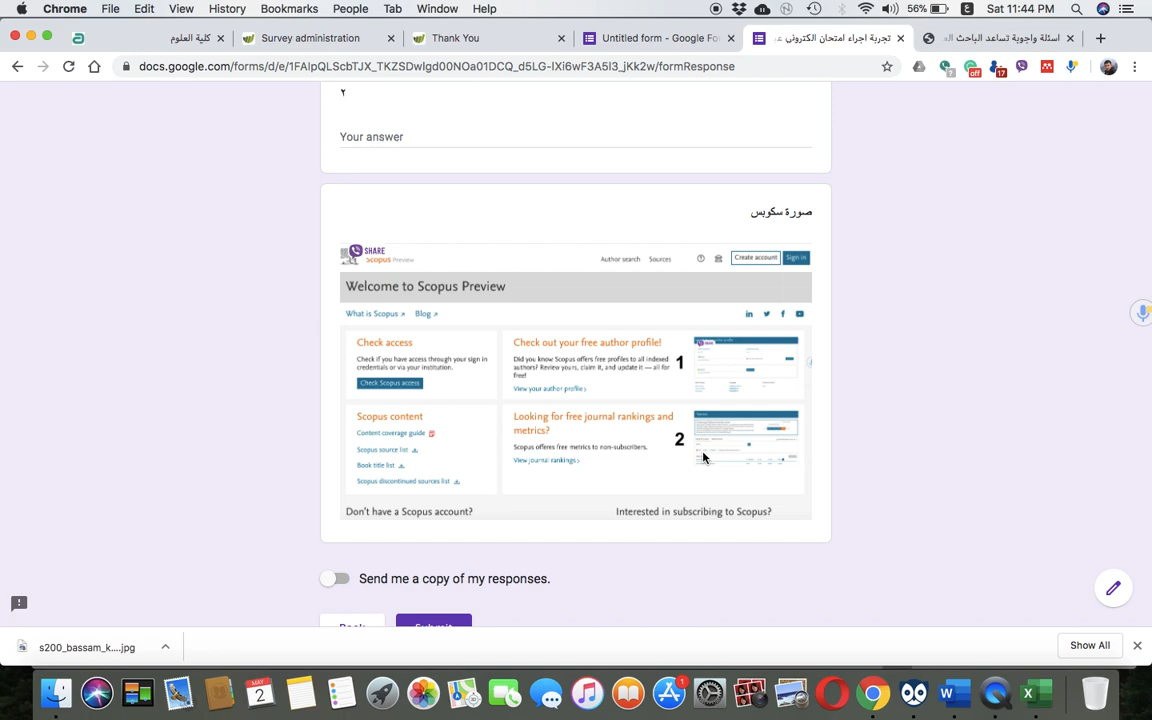 Chrome File Edit View History Bookmarks People Tab Window Help 56% ع Sat 11:44 PM
كلية العلوم
Survey administration
Thank You
Untitled form - Google Fo
تجربة اجراء امتحان الكتروني ع
اسئلة واجوبة تساعد الباحث الع
docs.google.com/forms/d/e/
/formResponse
7 off 17
٢
Your answer
صورة سكوبس
SHARE
Scopus Preview
Author search Sources Create account Sign in
Welcome to Scopus Preview
What is Scopus Blog
Check access
Check if you have access through your sign in
credentials or via your institution.
Check Scopus access
Check out your free author profile!
Did you know Scopus offers free profiles to all indexed
authors? Review yours, claim it, and update it — all for
free!
View your author profile
1
Scopus content
Content coverage guide
Scopus source list
Book title list
Scopus discontinued sources list
Looking for free journal rankings and
metrics?
Scopus offers free metrics to non-subscribers.
View journal rankings
2
Don't have a Scopus account?
Interested in subscribing to Scopus?
Send me a copy of my responses.
Back Submit
s200_bassam_k....jpg
Show All
MAY
2
1